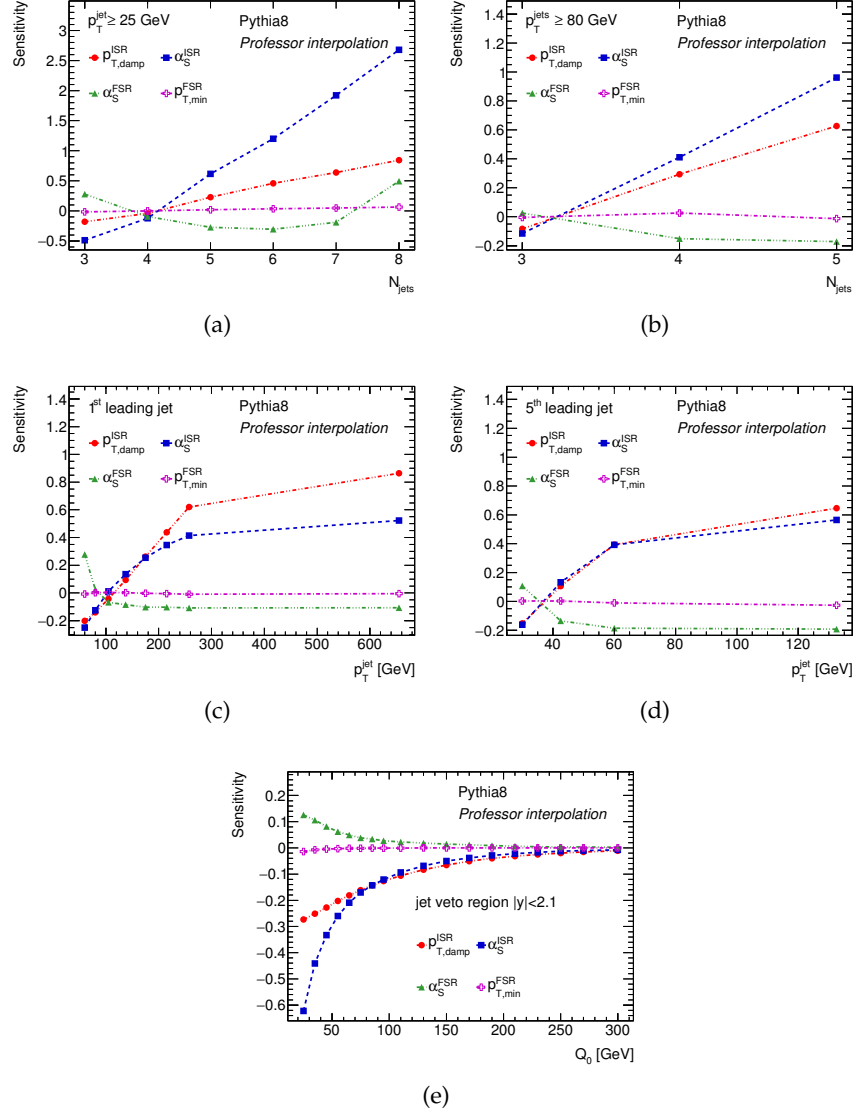 p_T^jet ≥ 25 GeV Pythia8
Professor interpolation
p_T,damp^ISR α_S^ISR
α_S^FSR p_T,min^FSR
Sensitivity
3
2.5
2
1.5
1
0.5
0
−0.5
3 4 5 6 7 8
N_jets
(a)
p_T^jets ≥ 80 GeV Pythia8
Professor interpolation
p_T,damp^ISR α_S^ISR
α_S^FSR p_T,min^FSR
Sensitivity
1.4
1.2
1
0.8
0.6
0.4
0.2
0
−0.2
3 4 5
N_jets
(b)
1^st leading jet Pythia8
Professor interpolation
p_T,damp^ISR α_S^ISR
α_S^FSR p_T,min^FSR
Sensitivity
1.4
1.2
1
0.8
0.6
0.4
0.2
0
−0.2
100 200 300 400 500 600
p_T^jet [GeV]
(c)
5^th leading jet Pythia8
Professor interpolation
p_T,damp^ISR α_S^ISR
α_S^FSR p_T,min^FSR
Sensitivity
1.4
1.2
1
0.8
0.6
0.4
0.2
0
−0.2
40 60 80 100 120
p_T^jet [GeV]
(d)
Pythia8
Professor interpolation
jet veto region |y|<2.1
p_T,damp^ISR α_S^ISR
α_S^FSR p_T,min^FSR
Sensitivity
0.2
0.1
0
−0.1
−0.2
−0.3
−0.4
−0.5
−0.6
50 100 150 200 250 300
Q_0 [GeV]
(e)